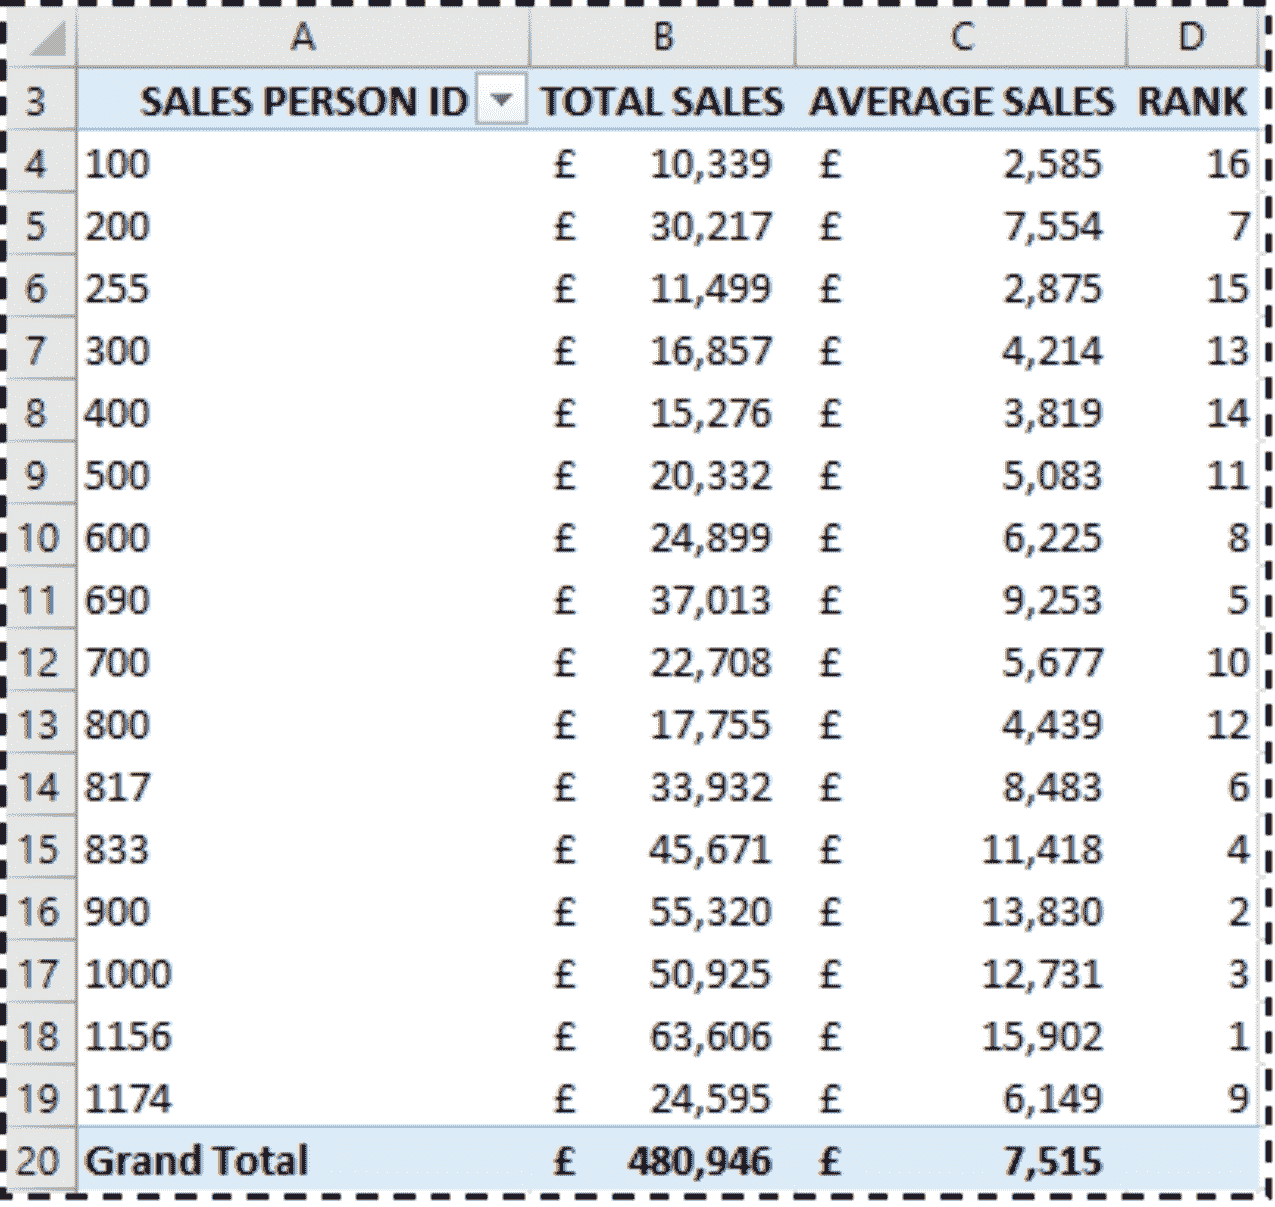 A B C D
3 SALES PERSON ID TOTAL SALES AVERAGE SALES RANK
4 100 £ 10,339 £ 2,585 16
5 200 £ 30,217 £ 7,554 7
6 255 £ 11,499 £ 2,875 15
7 300 £ 16,857 £ 4,214 13
8 400 £ 15,276 £ 3,819 14
9 500 £ 20,332 £ 5,083 11
10 600 £ 24,899 £ 6,225 8
11 690 £ 37,013 £ 9,253 5
12 700 £ 22,708 £ 5,677 10
13 800 £ 17,755 £ 4,439 12
14 817 £ 33,932 £ 8,483 6
15 833 £ 45,671 £ 11,418 4
16 900 £ 55,320 £ 13,830 2
17 1000 £ 50,925 £ 12,731 3
18 1156 £ 63,606 £ 15,902 1
19 1174 £ 24,595 £ 6,149 9
20 Grand Total £ 480,946 £ 7,515